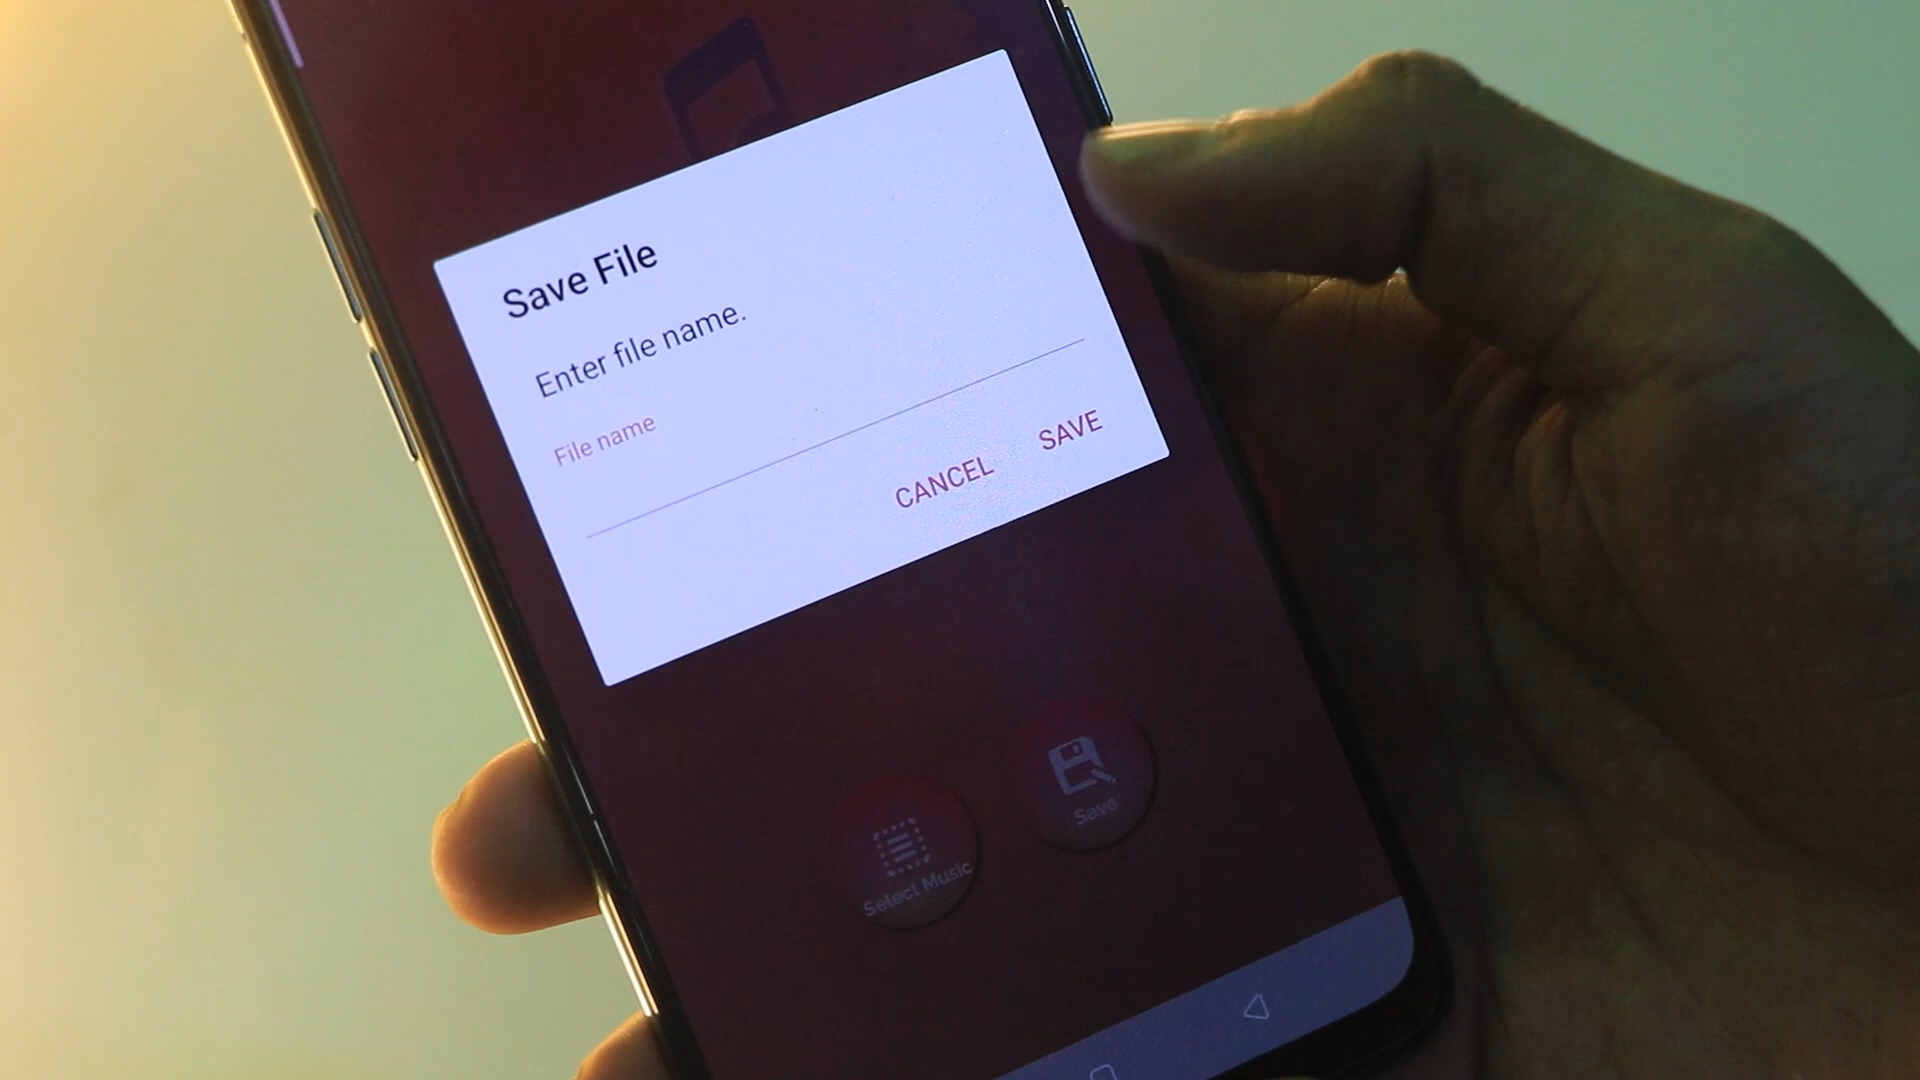 Save File
Enter file name.
File name
CANCEL SAVE
Select Music
Save